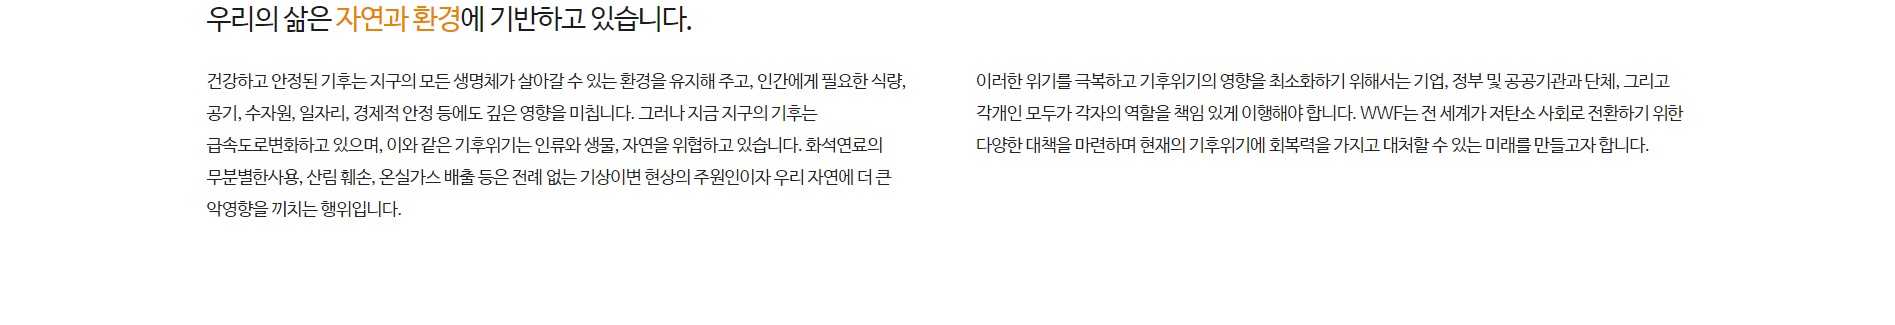 우리의 삶은 자연과 환경에 기반하고 있습니다.
건강하고 안정된 기후는 지구의 모든 생명체가 살아갈 수 있는 환경을 유지해 주고, 인간에게 필요한 식량,
공기, 수자원, 일자리, 경제적 안정 등에도 깊은 영향을 미칩니다. 그러나 지금 지구의 기후는
급속도로변화하고 있으며, 이와 같은 기후위기는 인류와 생물, 자연을 위협하고 있습니다. 화석연료의
무분별한사용, 산림 훼손, 온실가스 배출 등은 전례 없는 기상이변 현상의 주원인이자 우리 자연에 더 큰
악영향을 끼치는 행위입니다.
이러한 위기를 극복하고 기후위기의 영향을 최소화하기 위해서는 기업, 정부 및 공공기관과 단체, 그리고
각개인 모두가 각자의 역할을 책임 있게 이행해야 합니다. WWF는 전 세계가 저탄소 사회로 전환하기 위한
다양한 대책을 마련하며 현재의 기후위기에 회복력을 가지고 대처할 수 있는 미래를 만들고자 합니다.